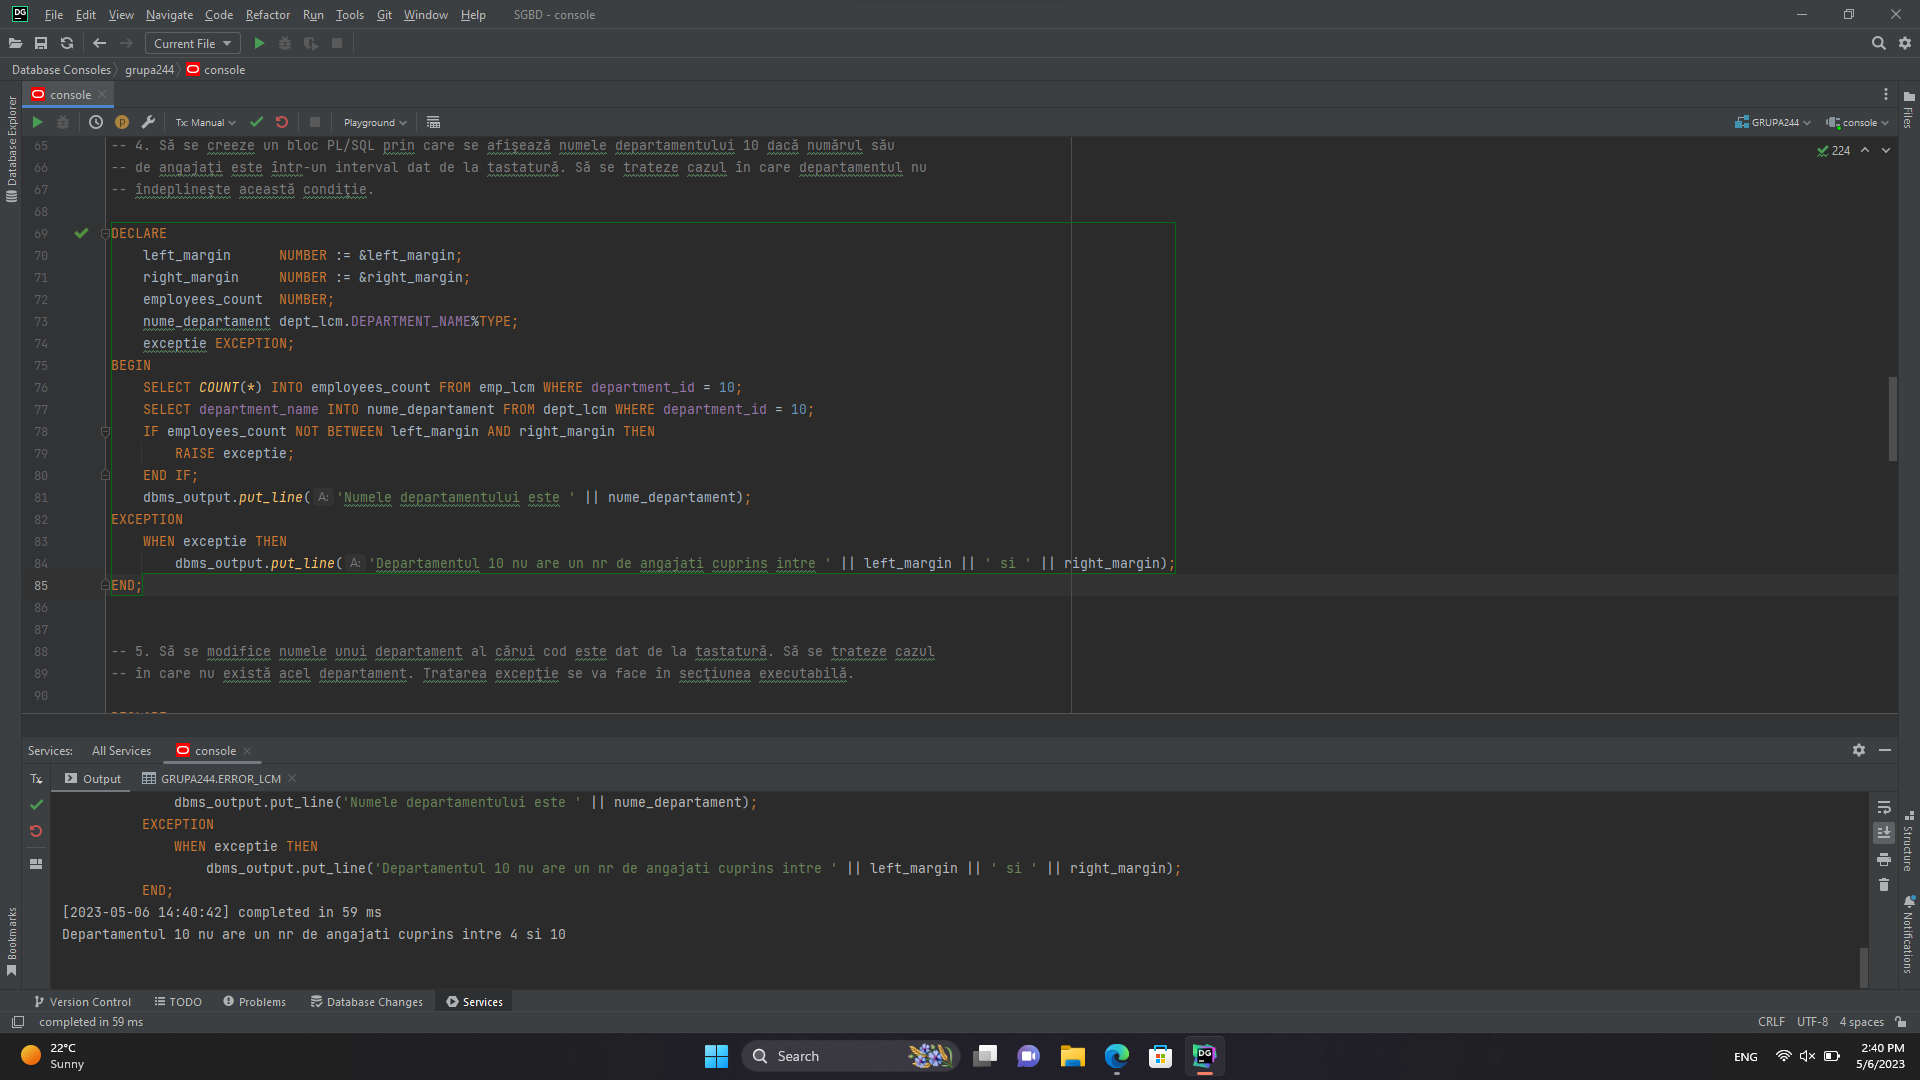 File Edit View Navigate Code Refactor Run Tools Git Window Help SGBD - console
Current File
Database Consoles grupa244 console
console
Tx: Manual Playground GRUPA244 console
224
Database Explorer
Files
65 -- 4. Să se creeze un bloc PL/SQL prin care se afişează numele departamentului 10 dacă numărul său
66 -- de angajaţi este într-un interval dat de la tastatură. Să se trateze cazul în care departamentul nu
67 -- îndeplineşte această condiţie.
68
69 DECLARE
70 left_margin NUMBER := &left_margin;
71 right_margin NUMBER := &right_margin;
72 employees_count NUMBER;
73 nume_departament dept_lcm.DEPARTMENT_NAME%TYPE;
74 exceptie EXCEPTION;
75 BEGIN
76 SELECT COUNT(*) INTO employees_count FROM emp_lcm WHERE department_id = 10;
77 SELECT department_name INTO nume_departament FROM dept_lcm WHERE department_id = 10;
78 IF employees_count NOT BETWEEN left_margin AND right_margin THEN
79 RAISE exceptie;
80 END IF;
81 dbms_output.put_line( A: 'Numele departamentului este ' || nume_departament);
82 EXCEPTION
83 WHEN exceptie THEN
84 dbms_output.put_line( A: 'Departamentul 10 nu are un nr de angajati cuprins intre ' || left_margin || ' si ' || right_margin);
85 END;
86
87
88 -- 5. Să se modifice numele unui departament al cărui cod este dat de la tastatură. Să se trateze cazul
89 -- în care nu există acel departament. Tratarea excepţie se va face în secţiunea executabilă.
90
Services: All Services console
Tx Output GRUPA244.ERROR_LCM
dbms_output.put_line('Numele departamentului este ' || nume_departament);
EXCEPTION
WHEN exceptie THEN
dbms_output.put_line('Departamentul 10 nu are un nr de angajati cuprins intre ' || left_margin || ' si ' || right_margin);
END;
[2023-05-06 14:40:42] completed in 59 ms
Departamentul 10 nu are un nr de angajati cuprins intre 4 si 10
Bookmarks
Structure
Notifications
Version Control TODO Problems Database Changes Services
completed in 59 ms CRLF UTF-8 4 spaces
22°C
Sunny
Search
ENG
2:40 PM
5/6/2023